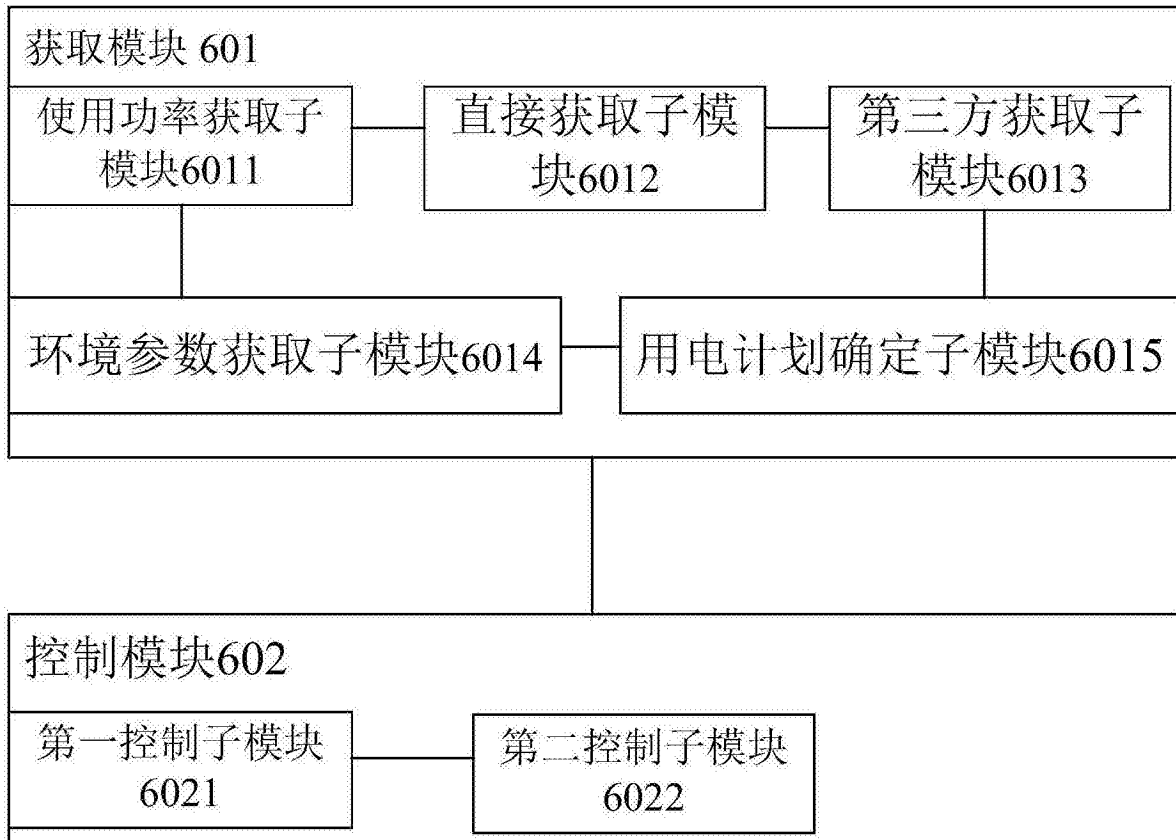 获取模块 601
使用功率获取子
模块6011
直接获取子模
块6012
第三方获取子
模块6013
环境参数获取子模块6014
用电计划确定子模块6015
控制模块602
第一控制子模块
6021
第二控制子模块
6022